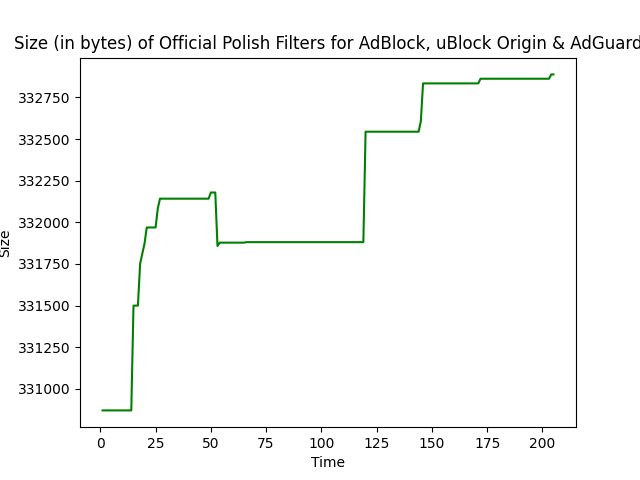 Size (in bytes) of Official Polish Filters for AdBlock, uBlock Origin & AdGuard
332750
332500
332250
332000
331750
331500
331250
331000
Size
0 25 50 75 100 125 150 175 200
Time